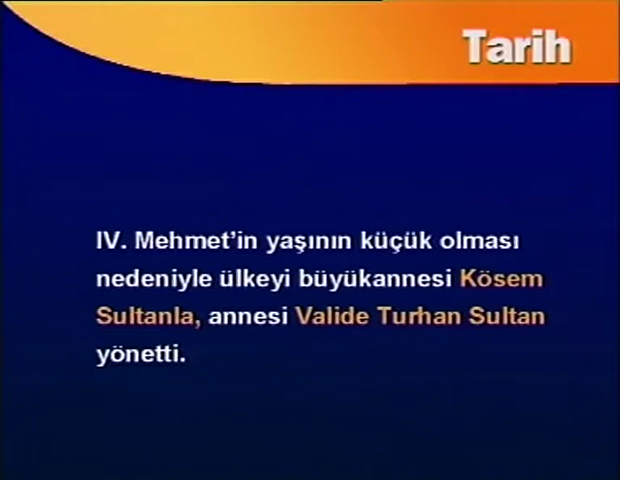 Tarih
IV. Mehmet'in yaşının küçük olması
nedeniyle ülkeyi büyükannesi Kösem
Sultanla, annesi Valide Turhan Sultan
yönetti.